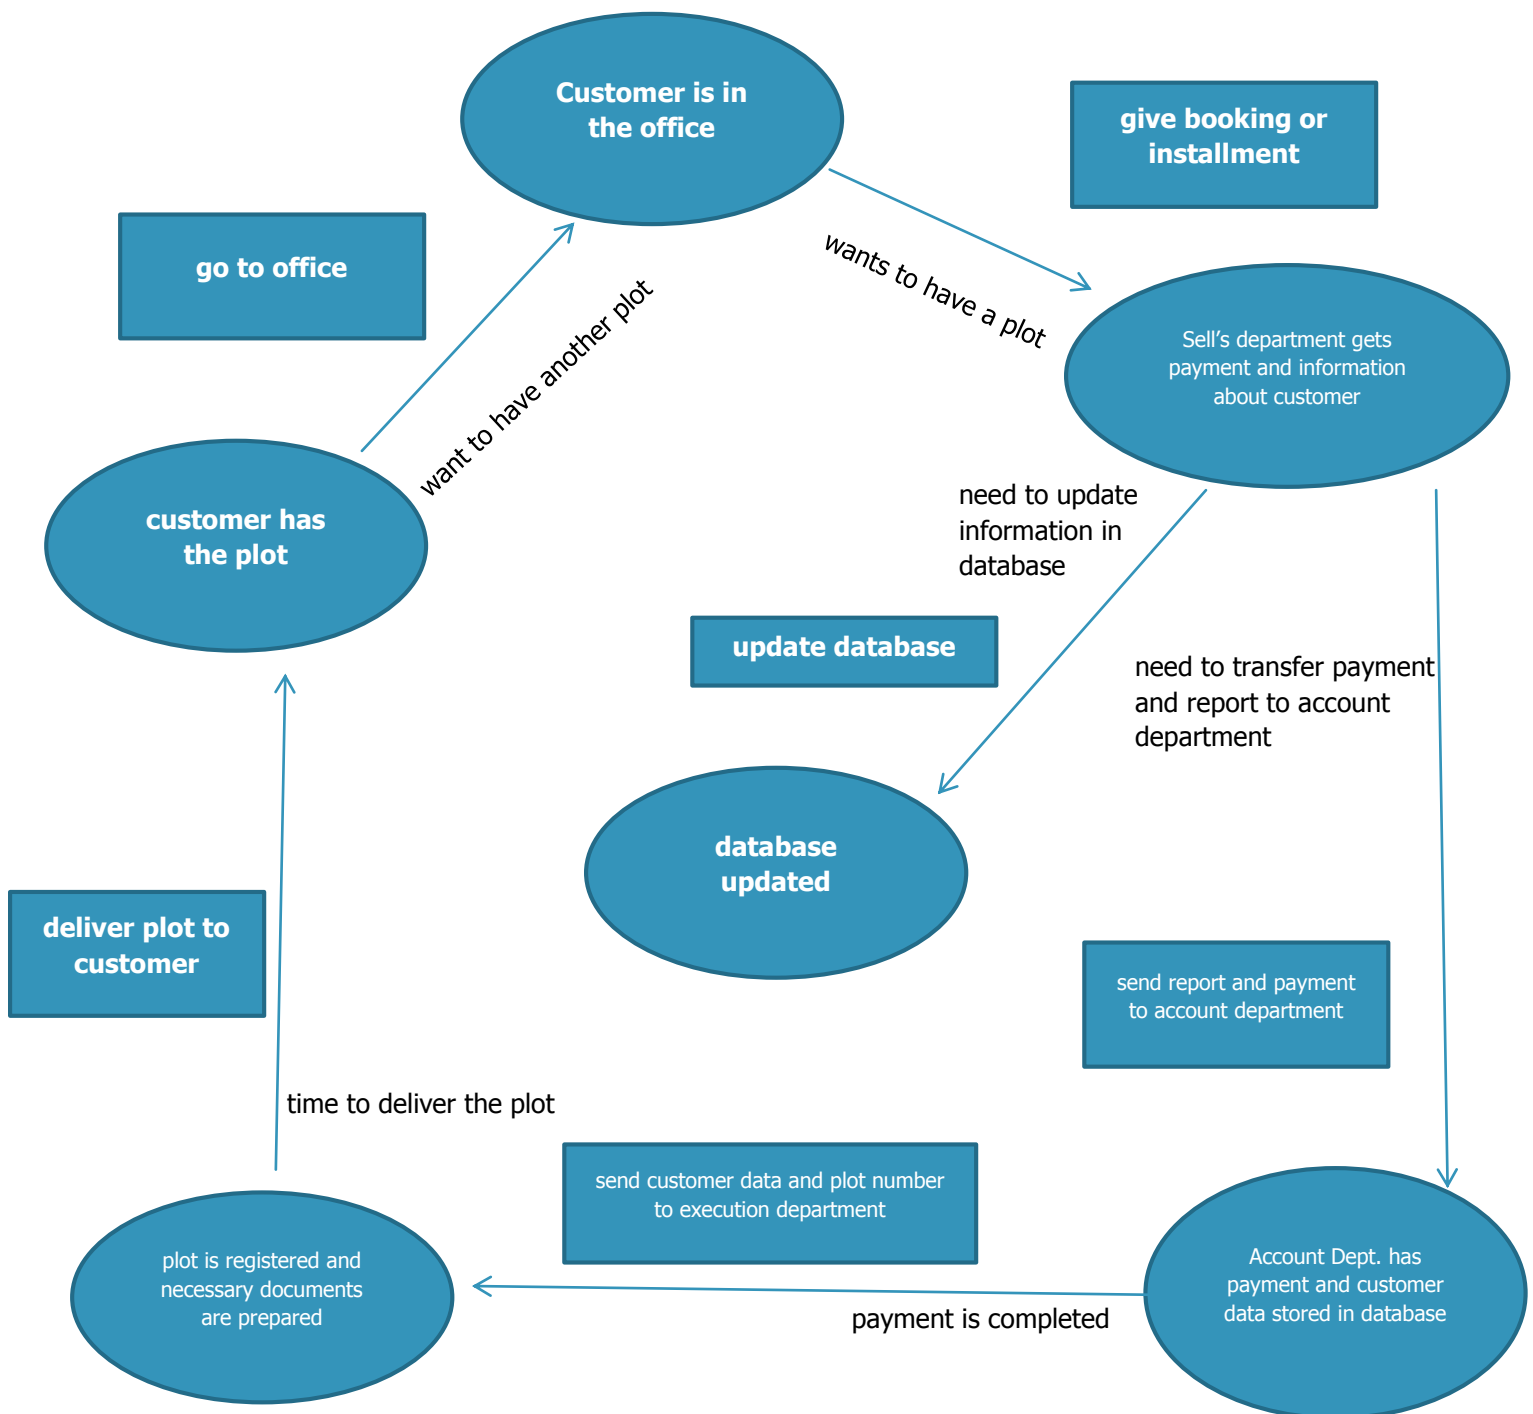 Customer is in
the office
give booking or
installment
go to office
wants to have a plot
want to have another plot
Sell’s department gets
payment and information
about customer
customer has
the plot
need to update
information in
database
update database
need to transfer payment
and report to account
department
database
updated
deliver plot to
customer
send report and payment
to account department
time to deliver the plot
send customer data and plot number
to execution department
plot is registered and
necessary documents
are prepared
payment is completed
Account Dept. has
payment and customer
data stored in database